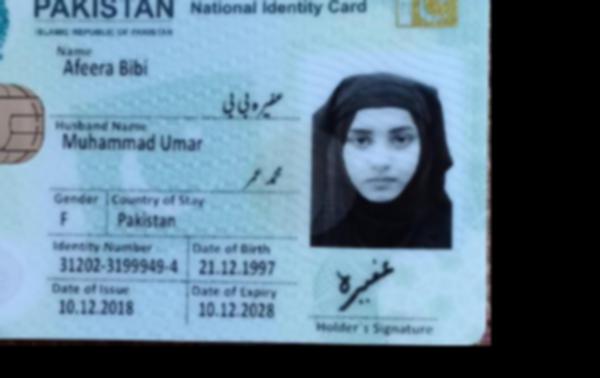 PAKISTAN National Identity Card
ISLAMIC REPUBLIC OF PAKISTAN
Name
Afeera Bibi
عفیرہ بی بی
Husband Name
Muhammad Umar
محمد عمر
Gender Country of Stay
F Pakistan
Identity Number Date of Birth
31202-3199949-4 21.12.1997
Date of Issue Date of Expiry
10.12.2018 10.12.2028
عفیرہ
Holder's Signature